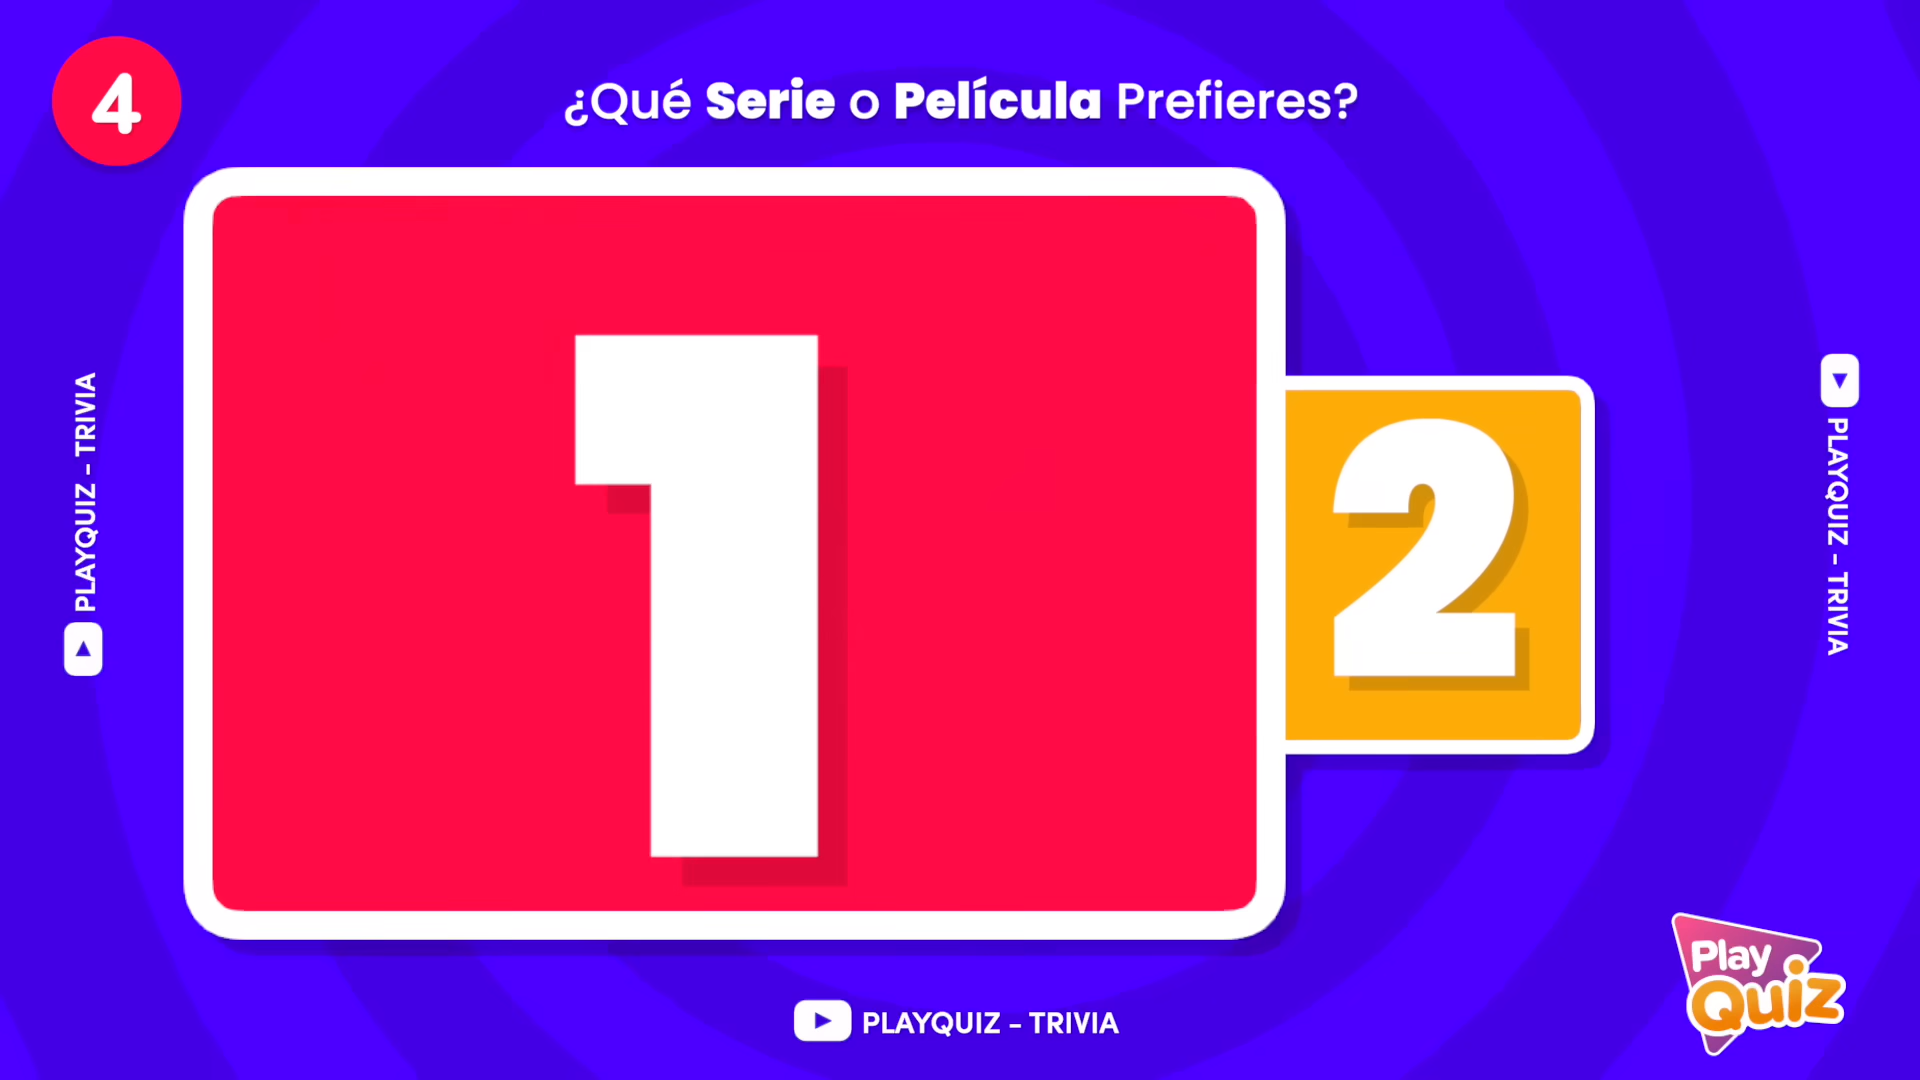 4
¿Qué Serie o Película Prefieres?
1
2
PLAYQUIZ - TRIVIA
PLAYQUIZ - TRIVIA
PLAYQUIZ - TRIVIA
Play
Quiz